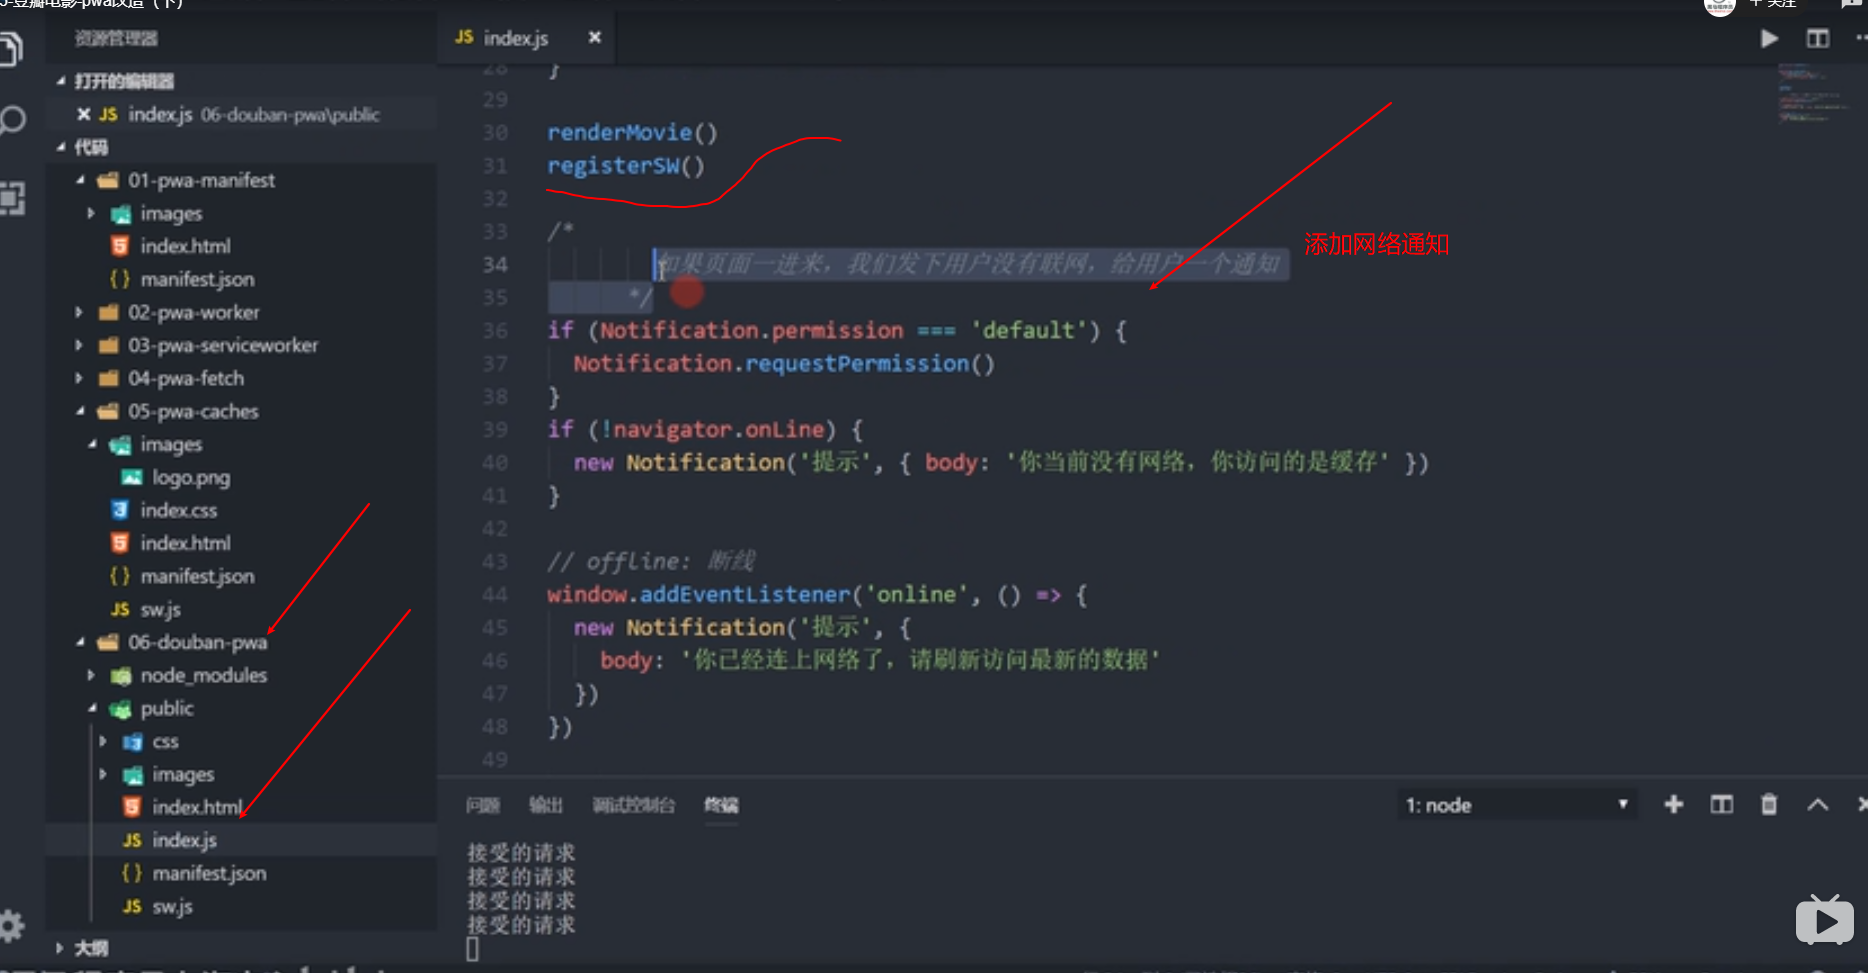 5-豆瓣电影-pwa改造（下）
+ 关注
资源管理器
打开的编辑器
JS index.js 06-douban-pwa\public
代码
01-pwa-manifest
images
index.html
{ } manifest.json
02-pwa-worker
03-pwa-serviceworker
04-pwa-fetch
05-pwa-caches
images
logo.png
index.css
index.html
{ } manifest.json
JS sw.js
06-douban-pwa
node_modules
public
css
images
index.html
JS index.js
{ } manifest.json
JS sw.js
大纲
JS index.js
28 }
29
30 renderMovie()
31 registerSW()
32
33 /*
34 如果页面一进来，我们发下用户没有联网，给用户一个通知
35 */
36 if (Notification.permission === 'default') {
37 Notification.requestPermission()
38 }
39 if (!navigator.onLine) {
40 new Notification('提示', { body: '你当前没有网络，你访问的是缓存' })
41 }
42
43 // offline: 断线
44 window.addEventListener('online', () => {
45 new Notification('提示', {
46 body: '你已经连上网络了，请刷新访问最新的数据'
47 })
48 })
49
添加网络通知
问题 输出 调试控制台 终端
1: node
接受的请求
接受的请求
接受的请求
接受的请求